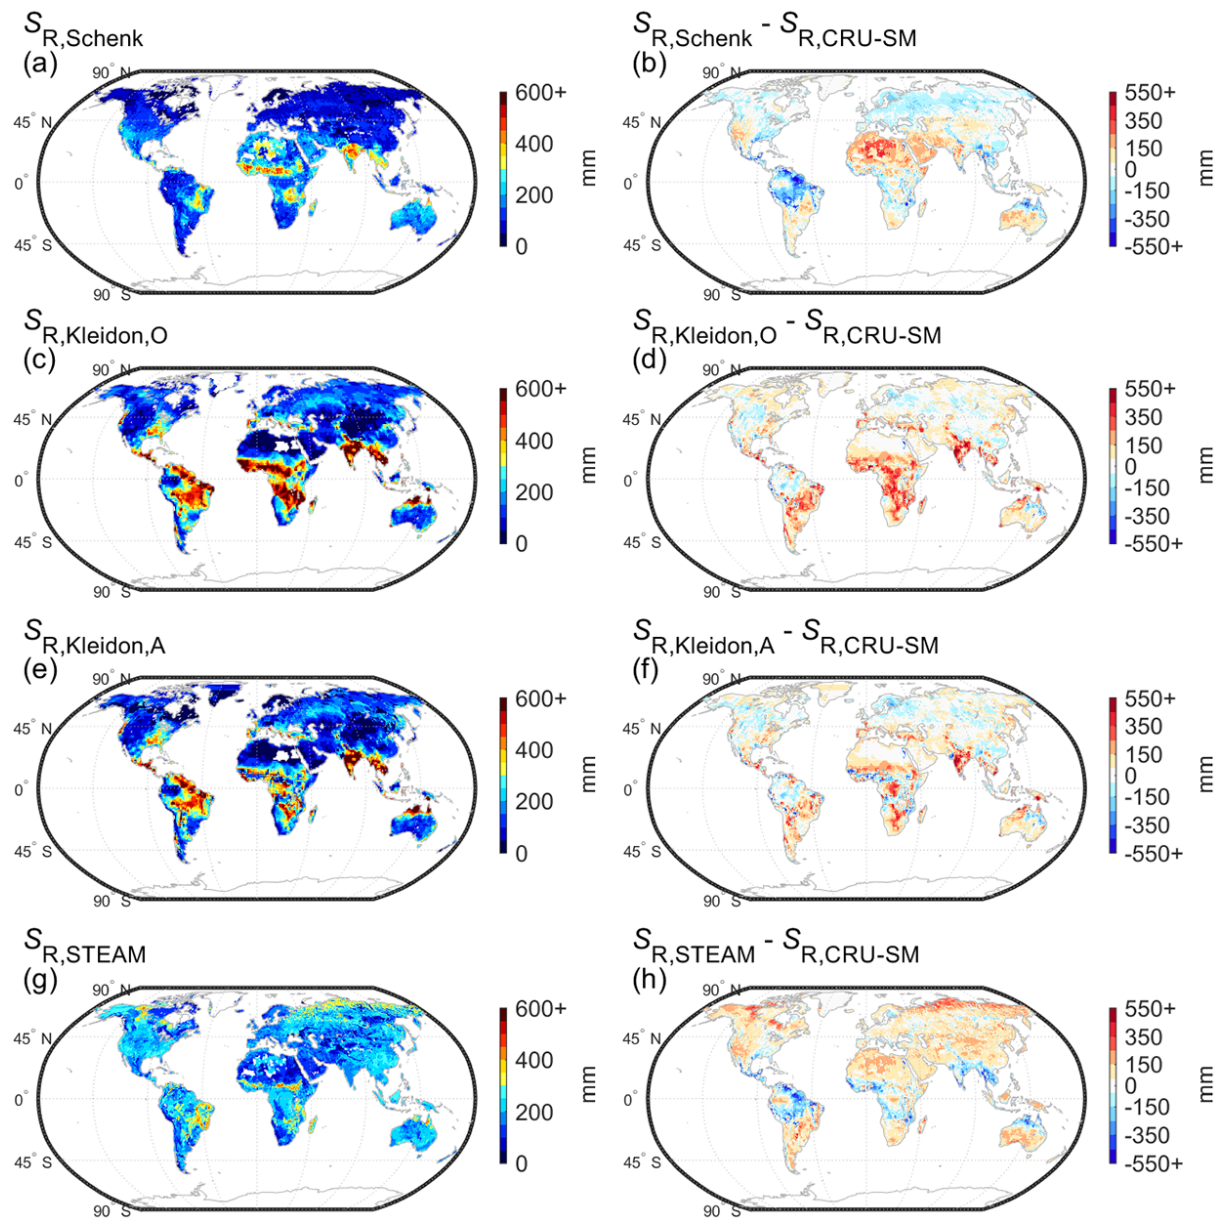 SR,Schenk
(a)
90° N
45° N
0°
45° S
90° S
600+
400
200
0
mm
SR,Schenk - SR,CRU-SM
(b)
90° N
45° N
0°
45° S
90° S
550+
350
150
0
-150
-350
-550+
mm
SR,Kleidon,O
(c)
90° N
45° N
0°
45° S
90° S
600+
400
200
0
mm
SR,Kleidon,O - SR,CRU-SM
(d)
90° N
45° N
0°
45° S
90° S
550+
350
150
0
-150
-350
-550+
mm
SR,Kleidon,A
(e)
90° N
45° N
0°
45° S
90° S
600+
400
200
0
mm
SR,Kleidon,A - SR,CRU-SM
(f)
90° N
45° N
0°
45° S
90° S
550+
350
150
0
-150
-350
-550+
mm
SR,STEAM
(g)
90° N
45° N
0°
45° S
90° S
600+
400
200
0
mm
SR,STEAM - SR,CRU-SM
(h)
90° N
45° N
0°
45° S
90° S
550+
350
150
0
-150
-350
-550+
mm